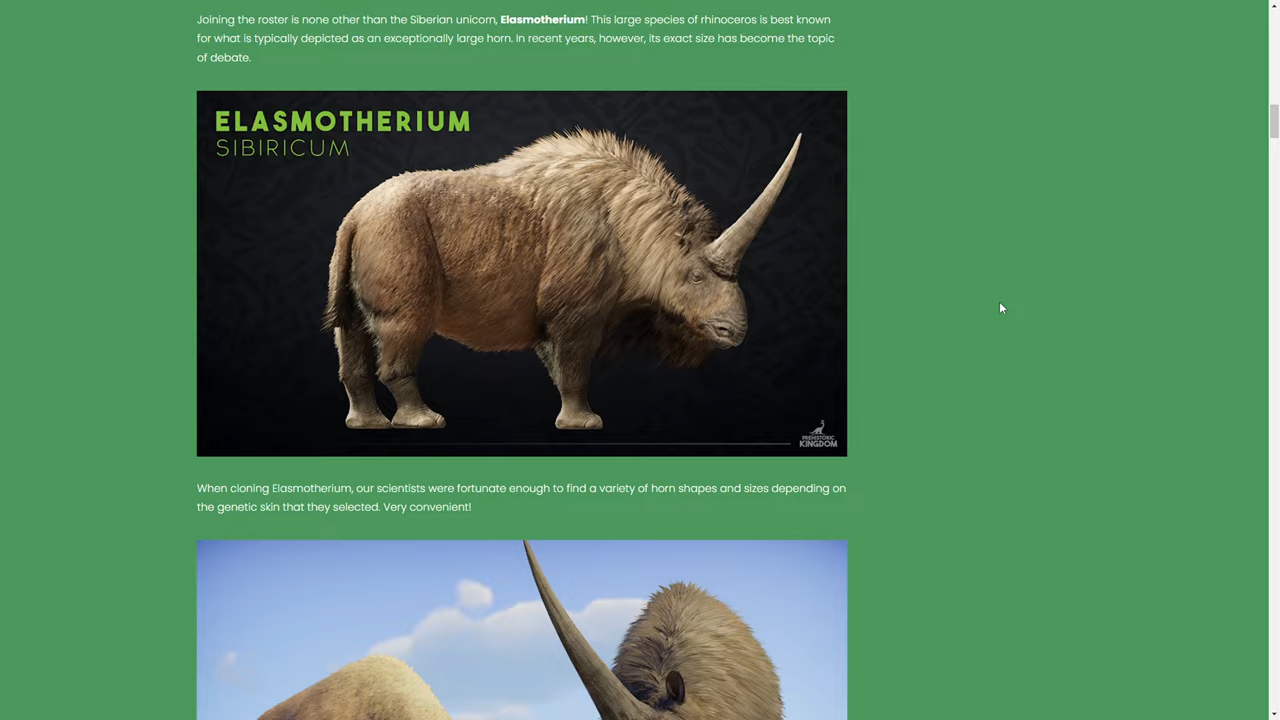 Joining the roster is none other than the Siberian unicorn, Elasmotherium! This large species of rhinoceros is best known
for what is typically depicted as an exceptionally large horn. In recent years, however, its exact size has become the topic
of debate.
ELASMOTHERIUM
SIBIRICUM
PREHISTORIC
KINGDOM
When cloning Elasmotherium, our scientists were fortunate enough to find a variety of horn shapes and sizes depending on
the genetic skin that they selected. Very convenient!